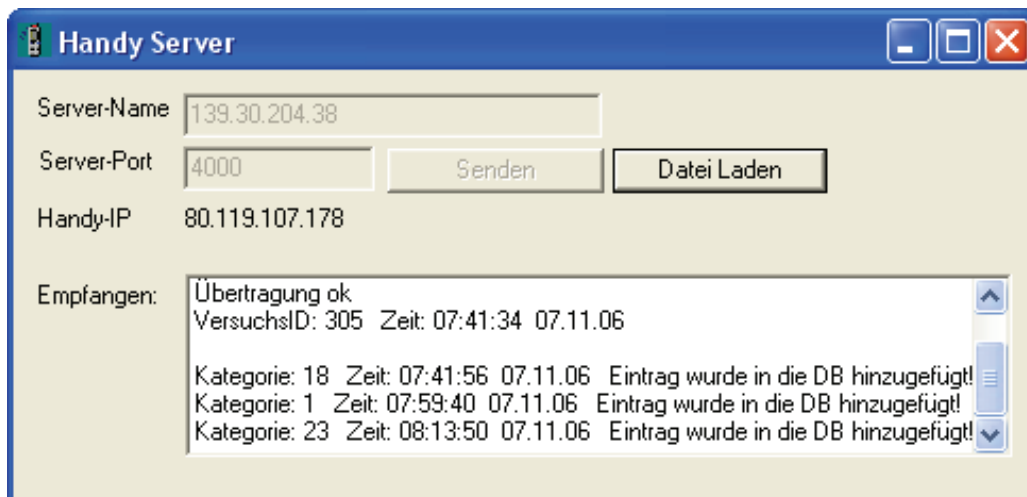 Handy Server
Server-Name 139.30.204.38
Server-Port 4000 Senden Datei Laden
Handy-IP 80.119.107.178
Empfangen: Übertragung ok
VersuchsID: 305 Zeit: 07:41:34 07.11.06
Kategorie: 18 Zeit: 07:41:56 07.11.06 Eintrag wurde in die DB hinzugefügt!
Kategorie: 1 Zeit: 07:59:40 07.11.06 Eintrag wurde in die DB hinzugefügt!
Kategorie: 23 Zeit: 08:13:50 07.11.06 Eintrag wurde in die DB hinzugefügt!